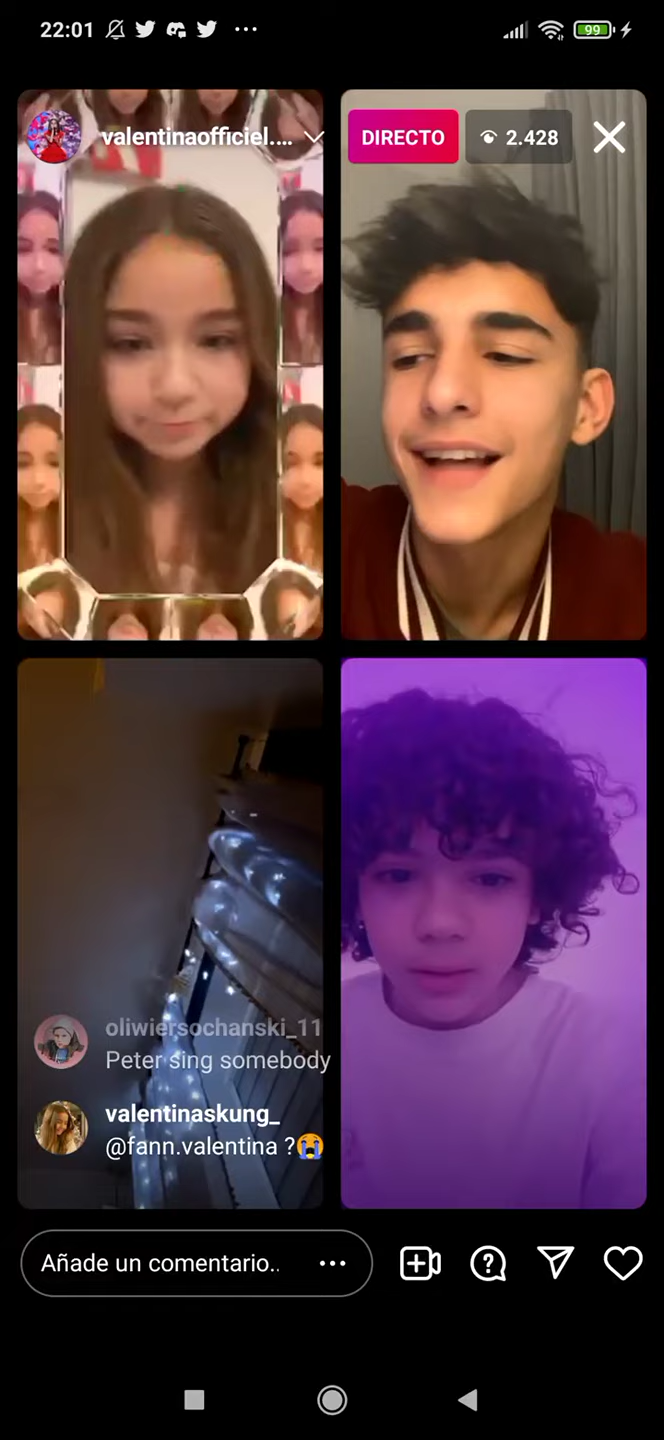 22:01
99
valentinaofficiel....
DIRECTO
2.428
oliwiersochanski_11
Peter sing somebody
valentinaskung_
@fann.valentina ?😭
Añade un comentario..